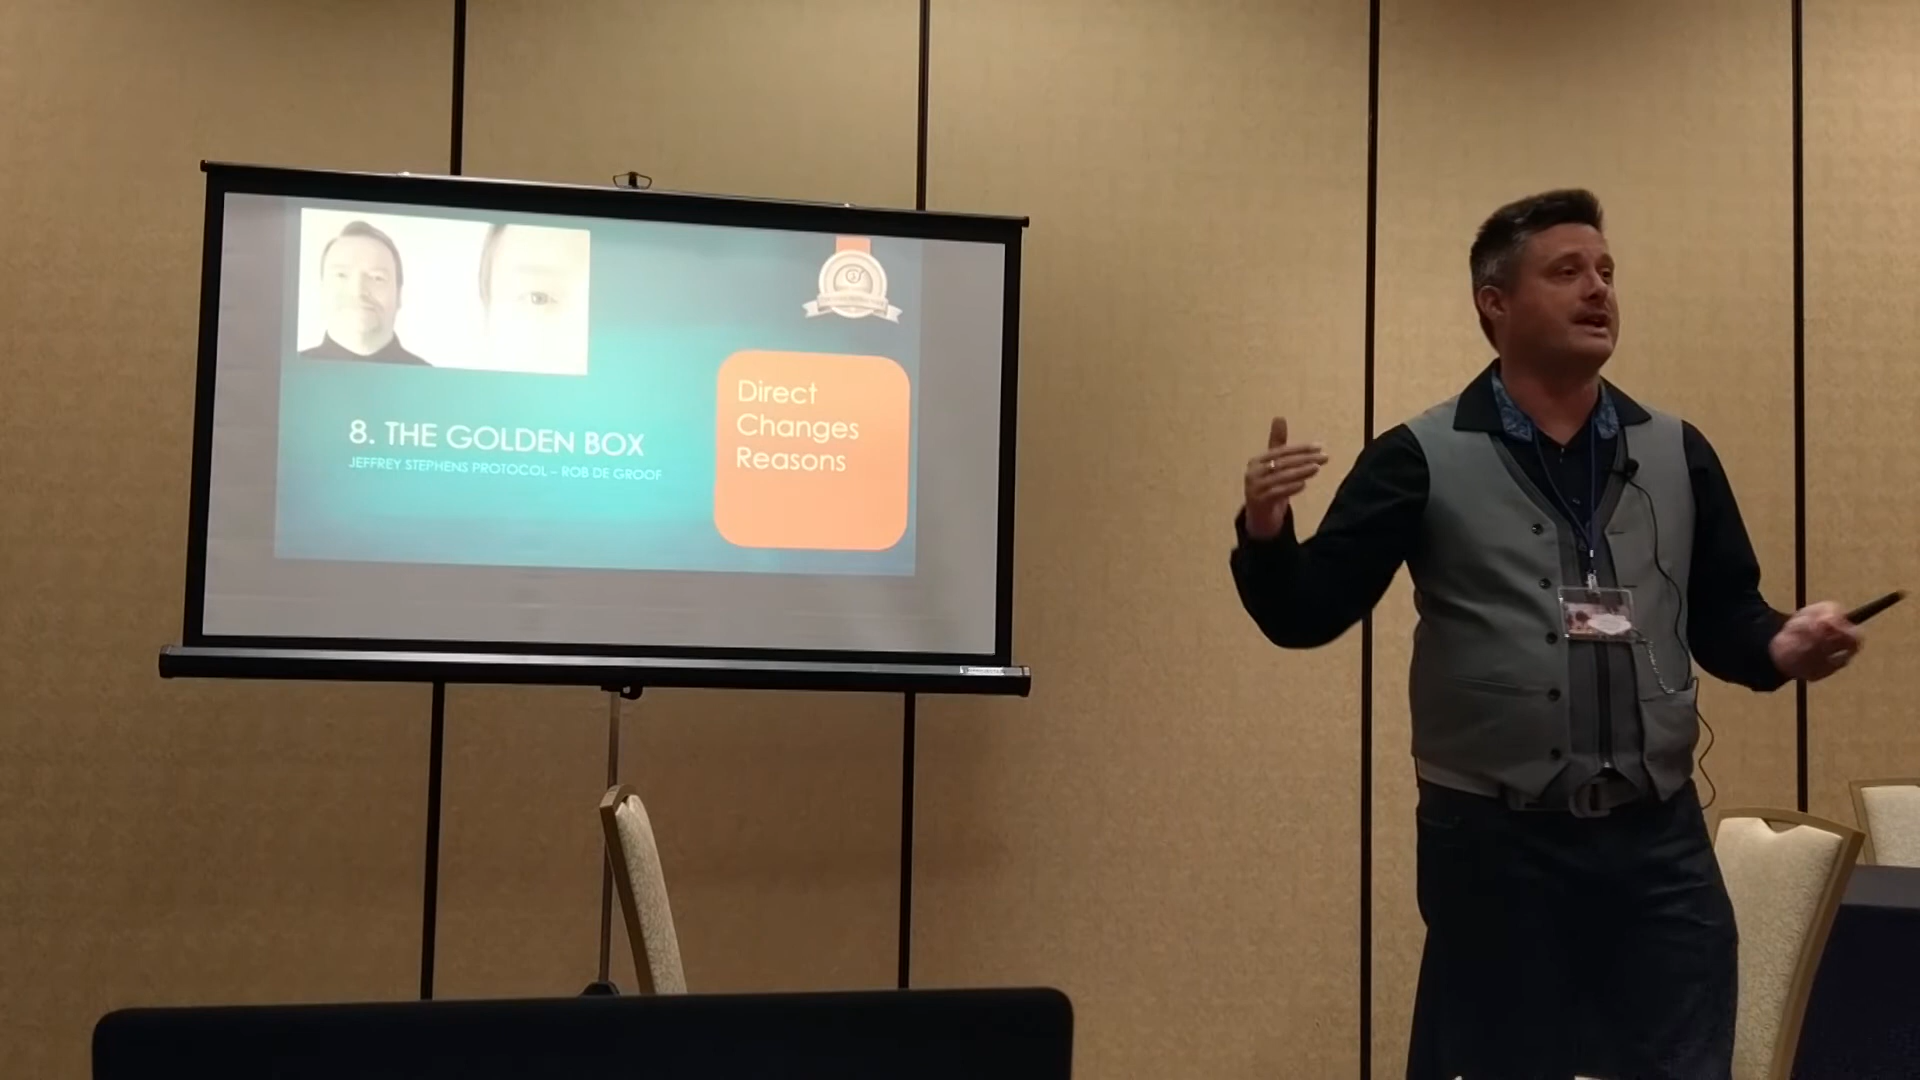 8. THE GOLDEN BOX
JEFFREY STEPHENS PROTOCOL – ROB DE GROOF
Direct
Changes
Reasons